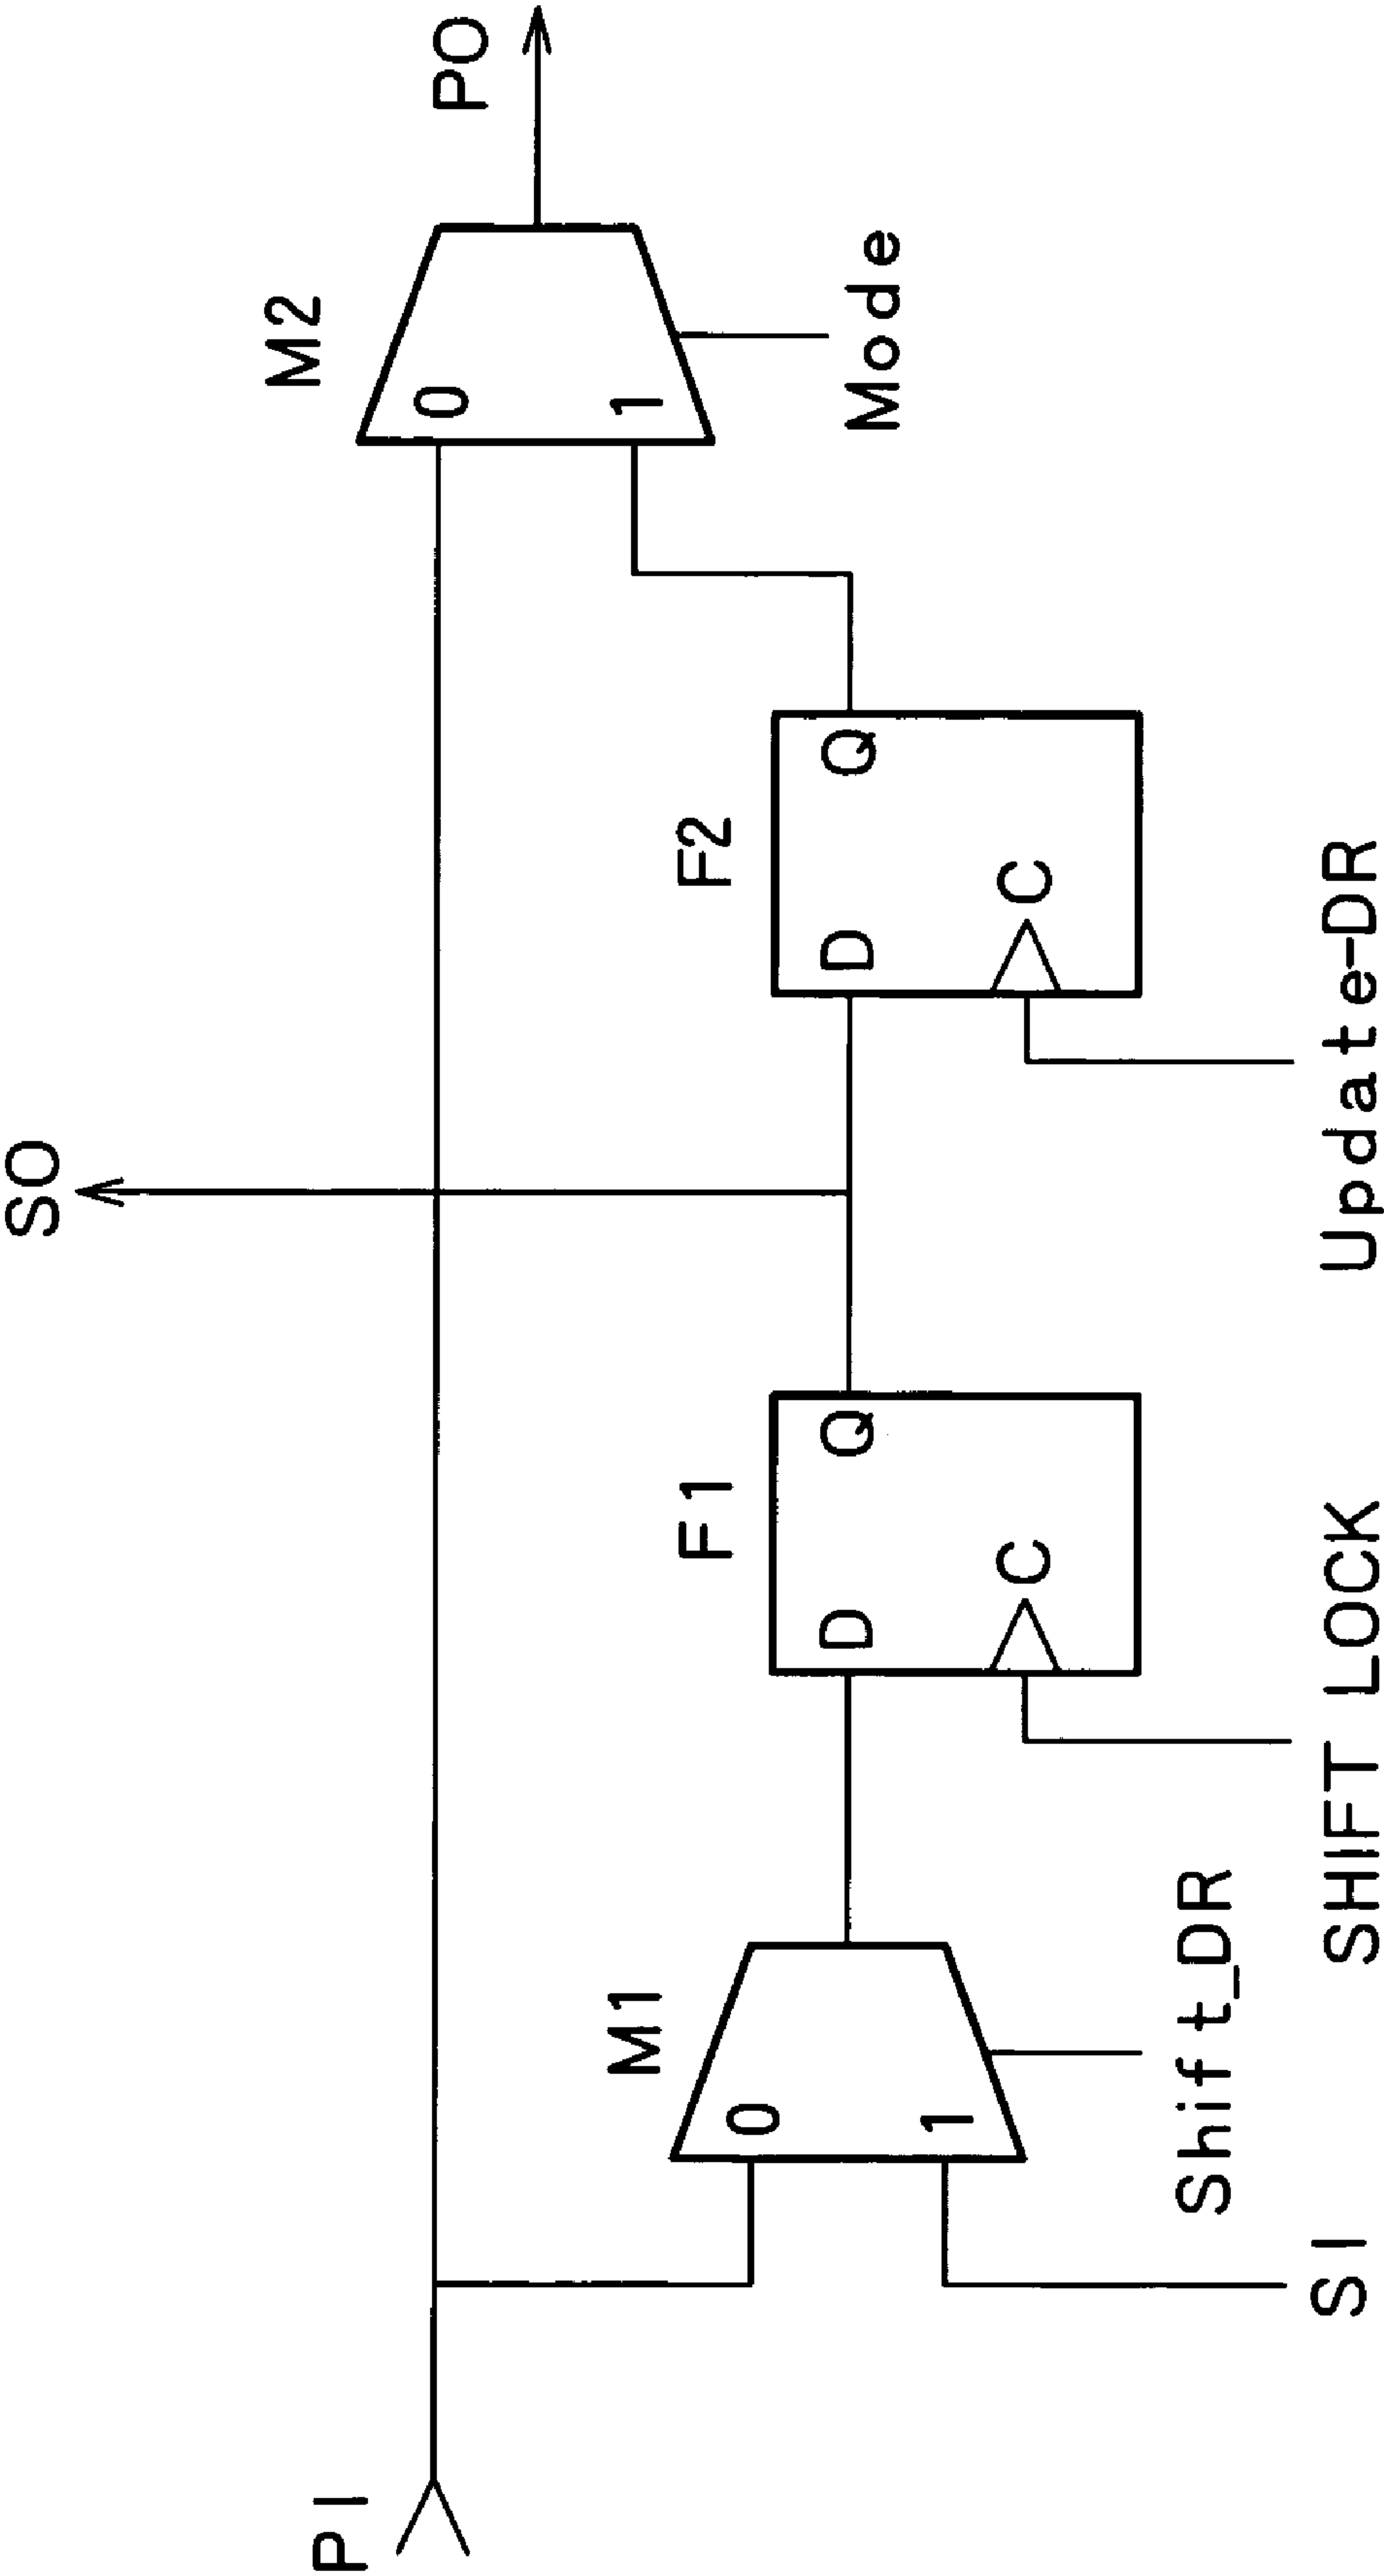 SO
PI
M2
0
1
PO
Mode
M1
0
1
F1
D
Q
C
F2
D
Q
C
Shift_DR
SI
SHIFT LOCK
Update-DR